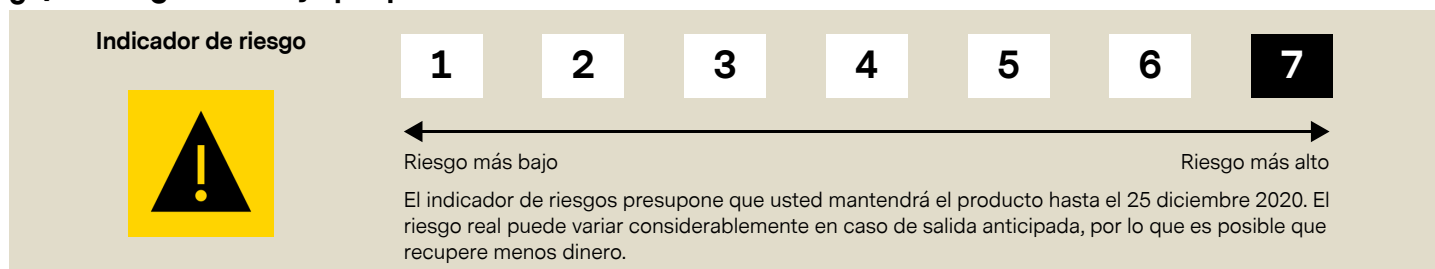 Indicador de riesgo
1 2 3 4 5 6 7
Riesgo más bajo Riesgo más alto
El indicador de riesgos presupone que usted mantendrá el producto hasta el 25 diciembre 2020. El
riesgo real puede variar considerablemente en caso de salida anticipada, por lo que es posible que
recupere menos dinero.